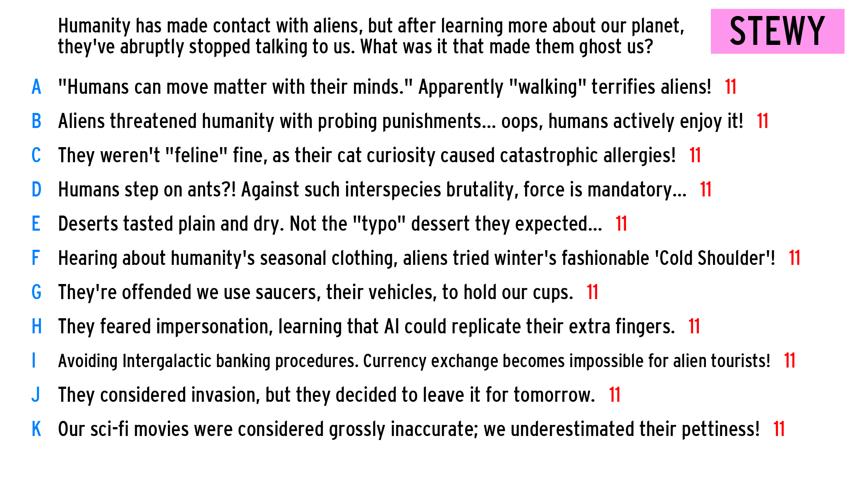 Humanity has made contact with aliens, but after learning more about our planet,
they've abruptly stopped talking to us. What was it that made them ghost us?
STEWY
A "Humans can move matter with their minds." Apparently "walking" terrifies aliens! 11
B Aliens threatened humanity with probing punishments... oops, humans actively enjoy it! 11
C They weren't "feline" fine, as their cat curiosity caused catastrophic allergies! 11
D Humans step on ants?! Against such interspecies brutality, force is mandatory... 11
E Deserts tasted plain and dry. Not the "typo" dessert they expected... 11
F Hearing about humanity's seasonal clothing, aliens tried winter's fashionable 'Cold Shoulder'! 11
G They're offended we use saucers, their vehicles, to hold our cups. 11
H They feared impersonation, learning that AI could replicate their extra fingers. 11
I Avoiding Intergalactic banking procedures. Currency exchange becomes impossible for alien tourists! 11
J They considered invasion, but they decided to leave it for tomorrow. 11
K Our sci-fi movies were considered grossly inaccurate; we underestimated their pettiness! 11